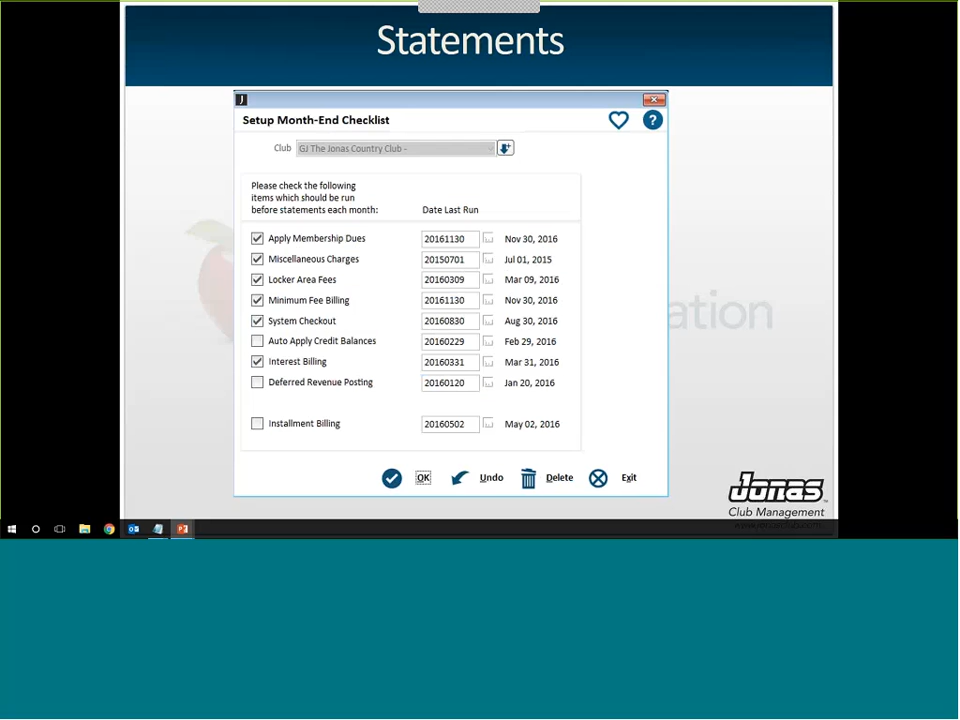 Statements
J
Setup Month-End Checklist
?
Club GJ The Jonas Country Club -
Please check the following
items which should be run
before statements each month: Date Last Run
Apply Membership Dues 20161130 Nov 30, 2016
Miscellaneous Charges 20150701 Jul 01, 2015
Locker Area Fees 20160309 Mar 09, 2016
Minimum Fee Billing 20161130 Nov 30, 2016
System Checkout 20160830 Aug 30, 2016
Auto Apply Credit Balances 20160229 Feb 29, 2016
Interest Billing 20160331 Mar 31, 2016
Deferred Revenue Posting 20160120 Jan 20, 2016
Installment Billing 20160502 May 02, 2016
OK Undo Delete Exit
ation
Jonas
Club Management